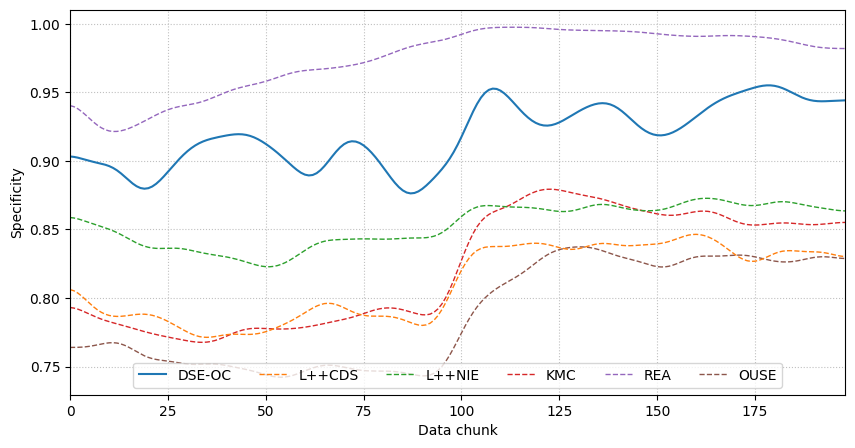 1.00
0.95
0.90
0.85
0.80
0.75
Specificity
DSE-OC L++CDS L++NIE KMC REA OUSE
0 25 50 75 100 125 150 175
Data chunk